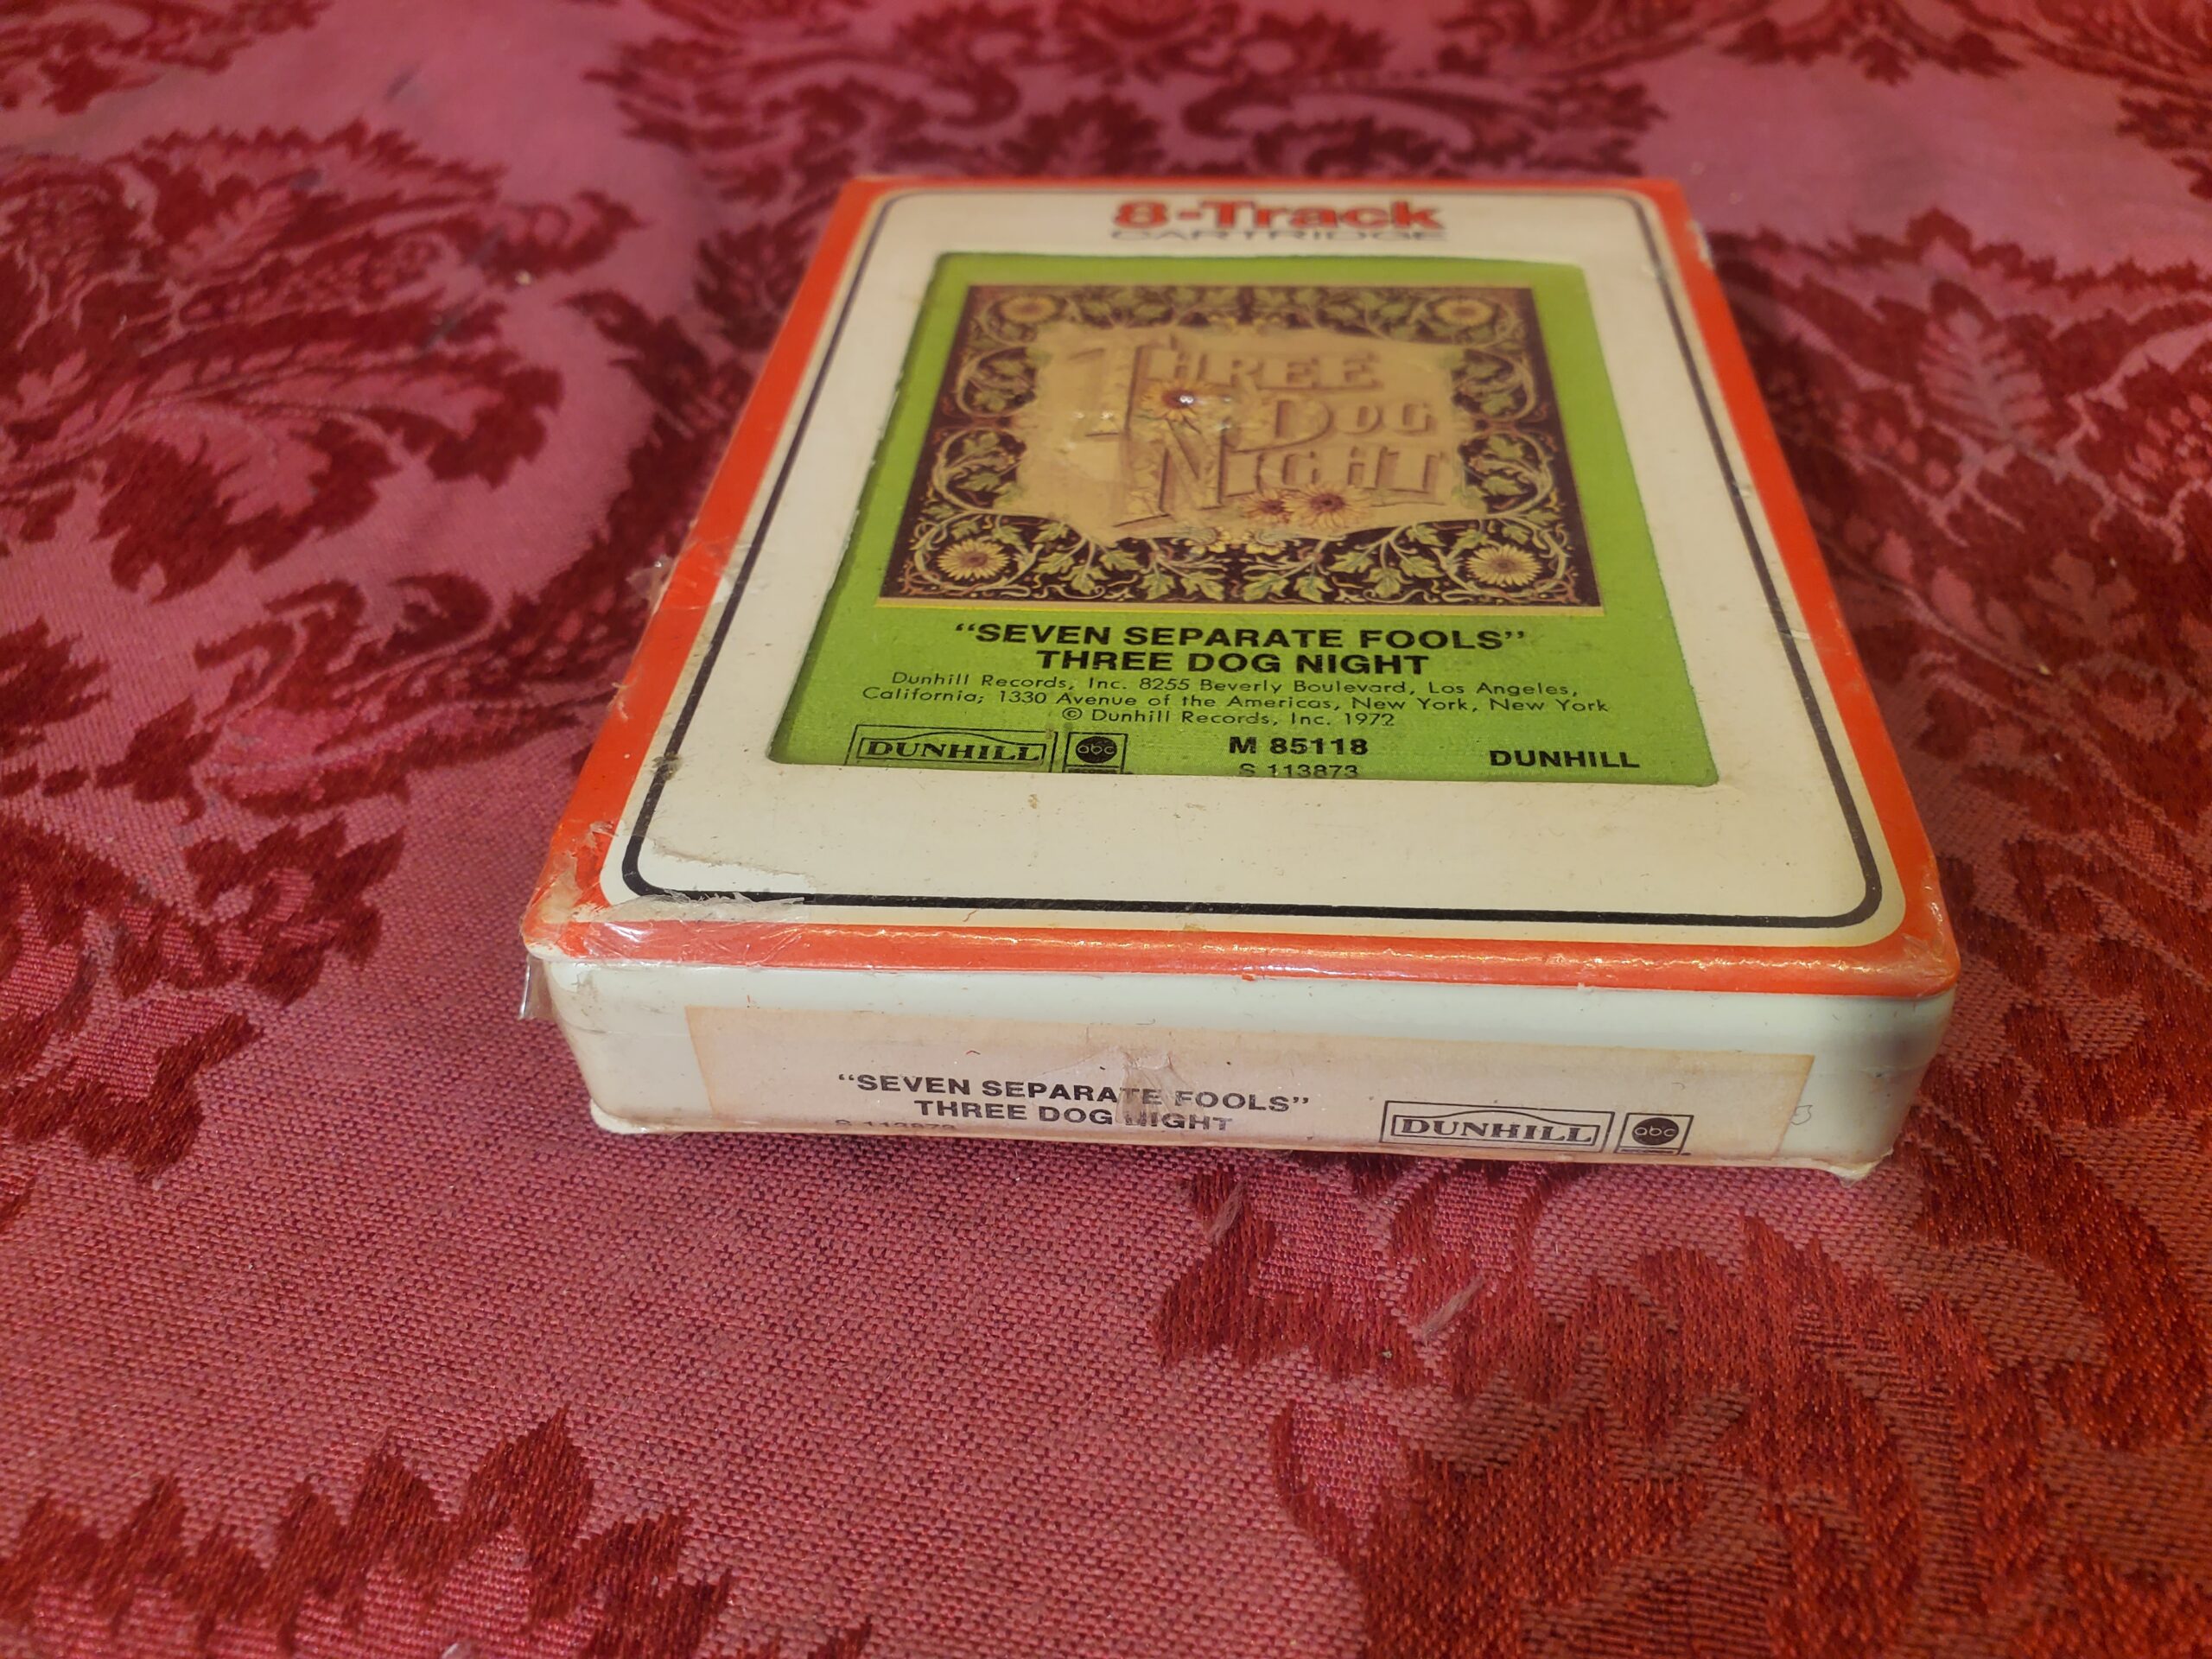 8-Track
CARTRIDGE
THREE
DOG
NIGHT
“SEVEN SEPARATE FOOLS”
THREE DOG NIGHT
Dunhill Records, Inc. 8255 Beverly Boulevard, Los Angeles,
California; 1330 Avenue of the Americas, New York, New York
© Dunhill Records, Inc. 1972
DUNHILL abc M 85118 DUNHILL
records S 113873
“SEVEN SEPARATE FOOLS”
THREE DOG NIGHT
S 113873 DUNHILL abc